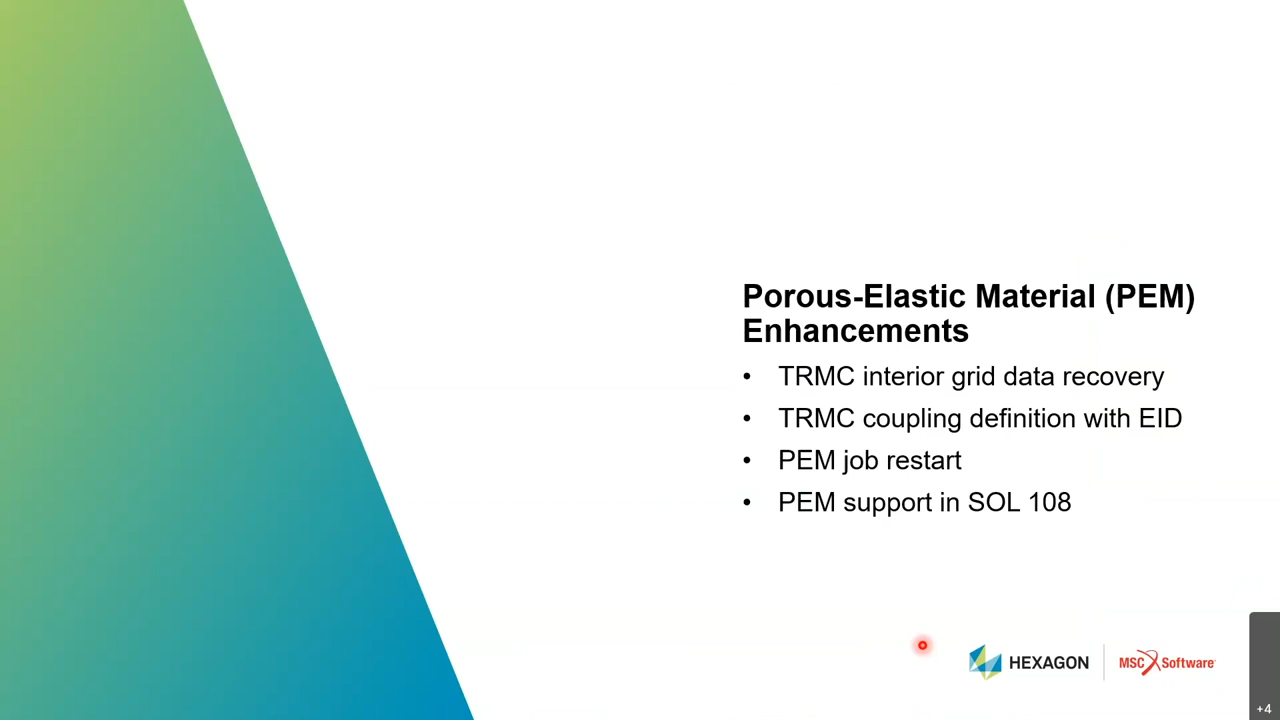 Porous-Elastic Material (PEM)
Enhancements
• TRMC interior grid data recovery
• TRMC coupling definition with EID
• PEM job restart
• PEM support in SOL 108
HEXAGON
MSC Software
+4